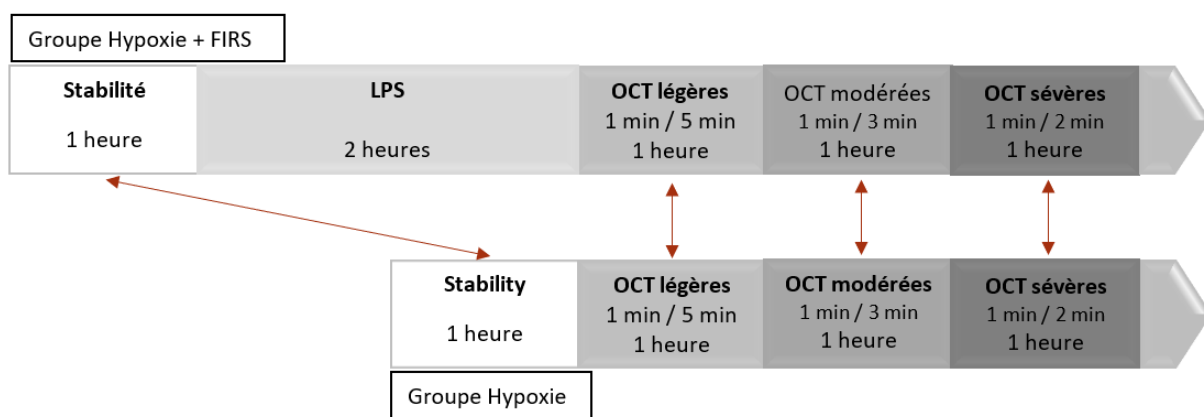 Groupe Hypoxie + FIRS
Stabilité
1 heure
LPS
2 heures
OCT légères
1 min / 5 min
1 heure
OCT modérées
1 min / 3 min
1 heure
OCT sévères
1 min / 2 min
1 heure
Stability
1 heure
OCT légères
1 min / 5 min
1 heure
OCT modérées
1 min / 3 min
1 heure
OCT sévères
1 min / 2 min
1 heure
Groupe Hypoxie